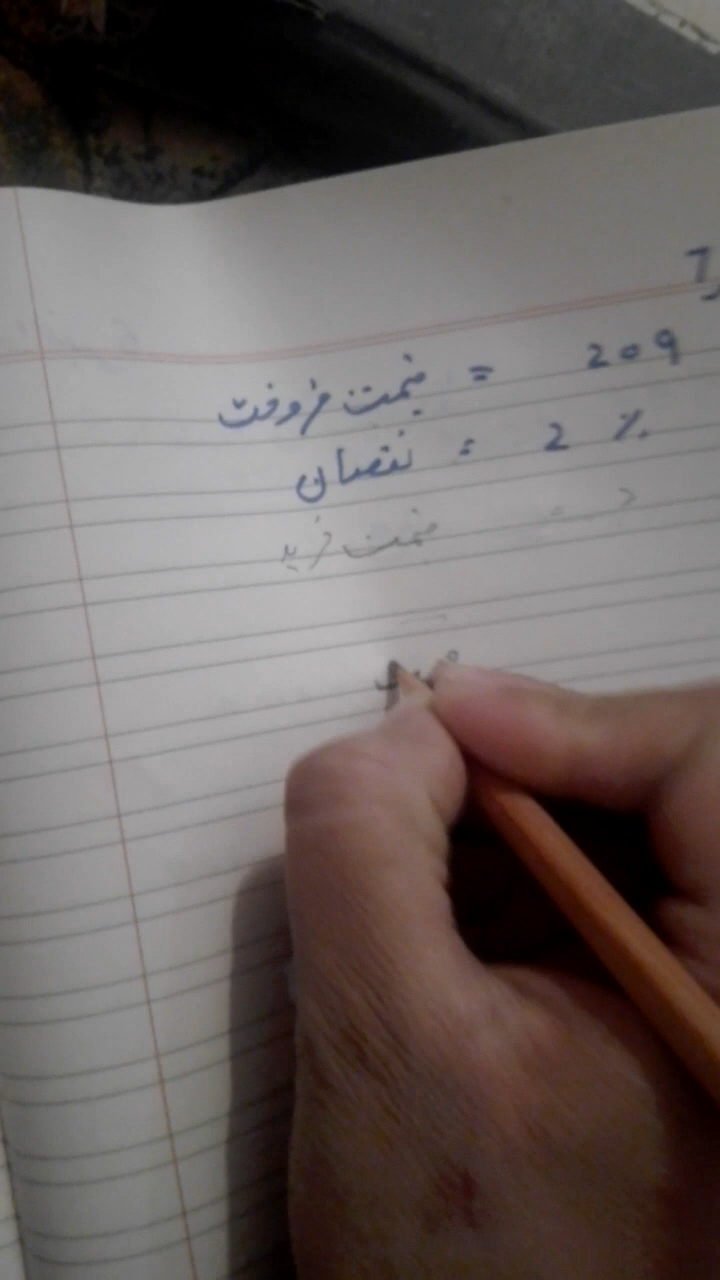 209 = قیمت فروخت
2 % = نقصان
قیمت خرید = ?